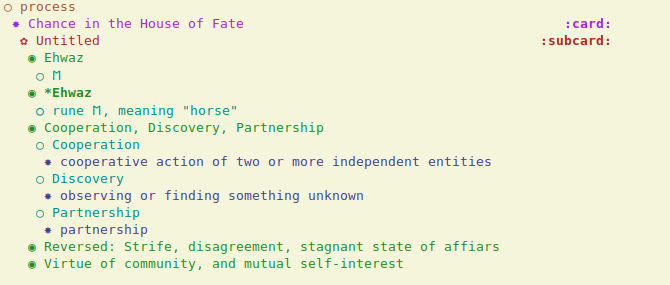 process
Chance in the House of Fate :card:
Untitled :subcard:
Ehwaz
ᛖ
*Ehwaz
rune ᛖ, meaning "horse"
Cooperation, Discovery, Partnership
Cooperation
cooperative action of two or more independent entities
Discovery
observing or finding something unknown
Partnership
partnership
Reversed: Strife, disagreement, stagnant state of affiars
Virtue of community, and mutual self-interest